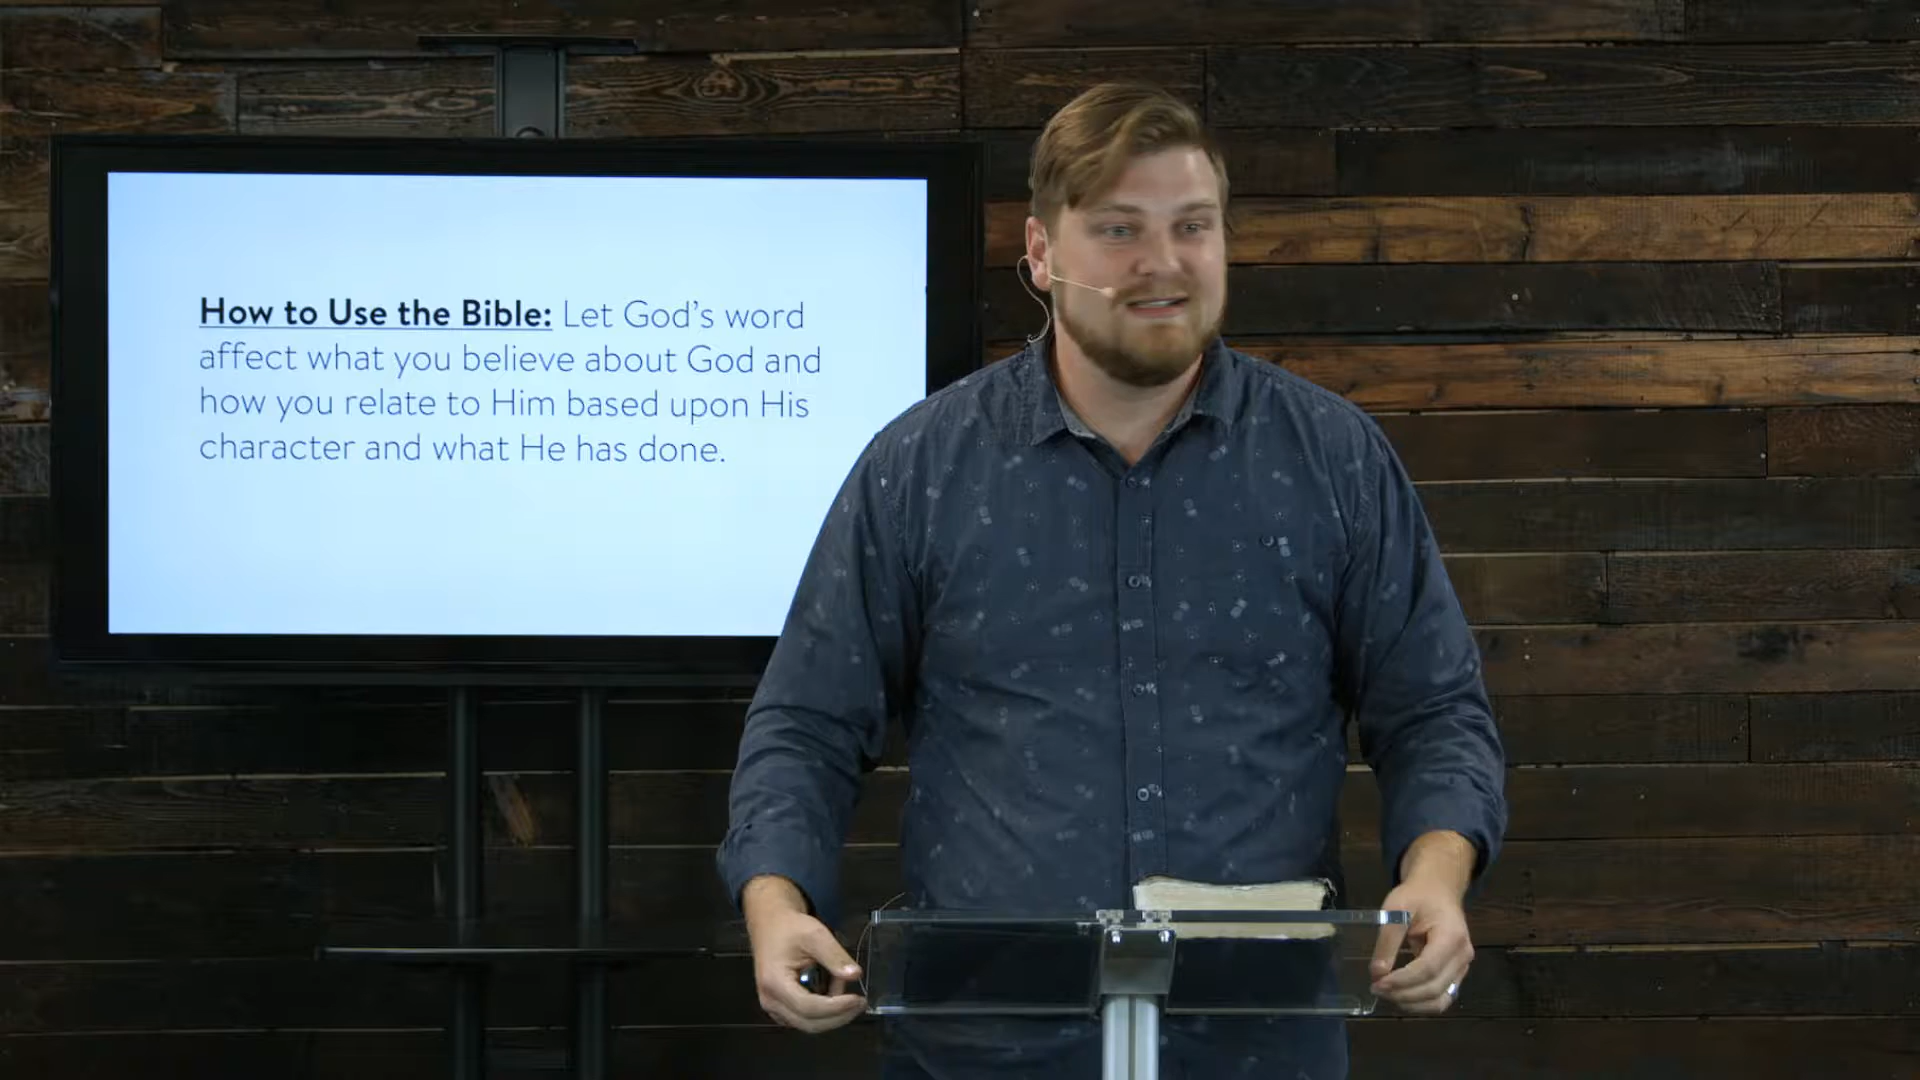 How to Use the Bible: Let God's word
affect what you believe about God and
how you relate to Him based upon His
character and what He has done.